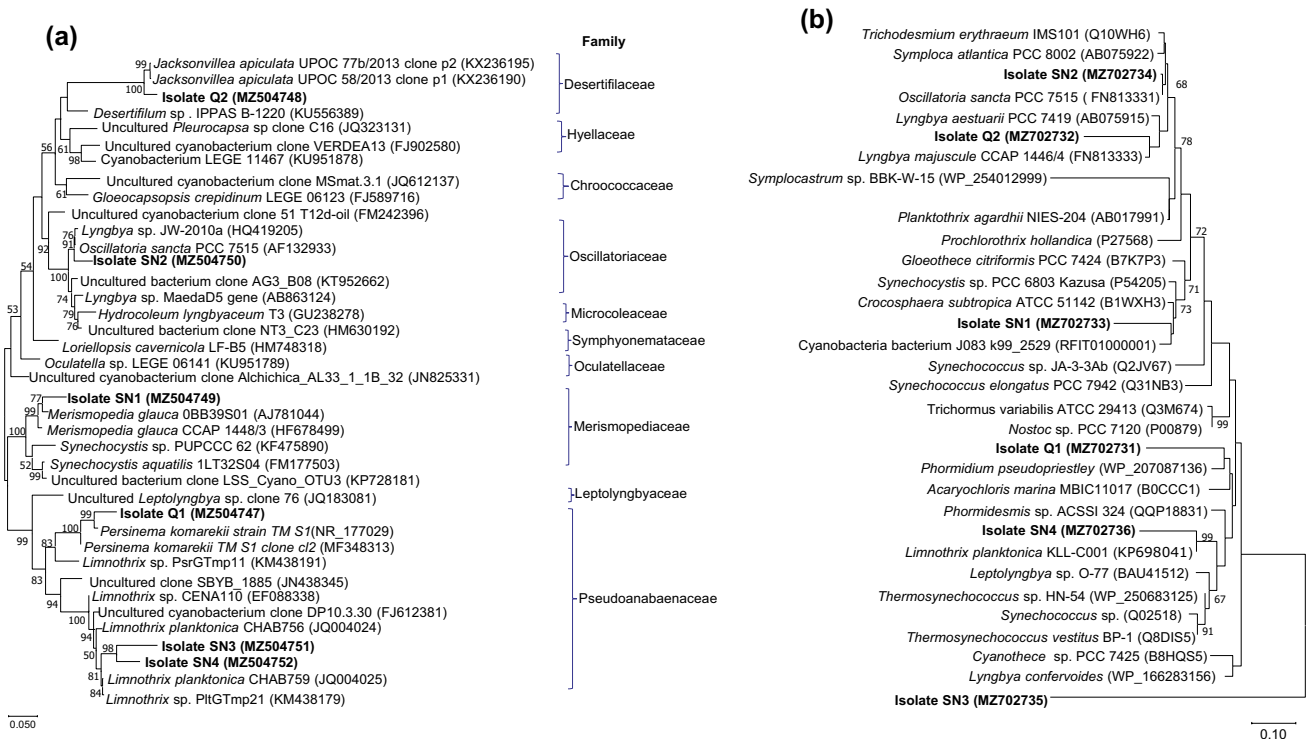 (a)
Family
99
Jacksonvillea apiculata UPOC 77b/2013 clone p2 (KX236195)
Jacksonvillea apiculata UPOC 58/2013 clone p1 (KX236190)
100
Isolate Q2 (MZ504748)
Desertifilum sp . IPPAS B-1220 (KU556389)
Desertifilaceae
Uncultured Pleurocapsa sp clone C16 (JQ323131)
56
61
Uncultured cyanobacterium clone VERDEA13 (FJ902580)
98
Cyanobacterium LEGE 11467 (KU951878)
Hyellaceae
Uncultured cyanobacterium clone MSmat.3.1 (JQ612137)
61
Gloeocapsopsis crepidinum LEGE 06123 (FJ589716)
Chroococcaceae
Uncultured cyanobacterium clone 51 T12d-oil (FM242396)
76
Lyngbya sp. JW-2010a (HQ419205)
92
91
Oscillatoria sancta PCC 7515 (AF132933)
Isolate SN2 (MZ504750)
54
100
Uncultured bacterium clone AG3_B08 (KT952662)
Oscillatoriaceae
74
Lyngbya sp. MaedaD5 gene (AB863124)
53
79
Hydrocoleum lyngbyaceum T3 (GU238278)
76
Uncultured bacterium clone NT3_C23 (HM630192)
Microcoleaceae
Loriellopsis cavernicola LF-B5 (HM748318)
Symphyonemataceae
Oculatella sp. LEGE 06141 (KU951789)
Oculatellaceae
Uncultured cyanobacterium clone Alchichica_AL33_1_1B_32 (JN825331)
77
Isolate SN1 (MZ504749)
99
Merismopedia glauca 0BB39S01 (AJ781044)
100
Merismopedia glauca CCAP 1448/3 (HF678499)
Synechocystis sp. PUPCCC 62 (KF475890)
52
Synechocystis aquatilis 1LT32S04 (FM177503)
99
Uncultured bacterium clone LSS_Cyano_OTU3 (KP728181)
Merismopediaceae
Uncultured Leptolyngbya sp. clone 76 (JQ183081)
Leptolyngbyaceae
99
Isolate Q1 (MZ504747)
100
Persinema komarekii strain TM S1(NR_177029)
99
83
Persinema komarekii TM S1 clone cl2 (MF348313)
Limnothrix sp. PsrGTmp11 (KM438191)
83
Uncultured clone SBYB_1885 (JN438345)
94
Limnothrix sp. CENA110 (EF088338)
100
Uncultured cyanobacterium clone DP10.3.30 (FJ612381)
Limnothrix planktonica CHAB756 (JQ004024)
94
98
Isolate SN3 (MZ504751)
50
Isolate SN4 (MZ504752)
81
Limnothrix planktonica CHAB759 (JQ004025)
84
Limnothrix sp. PltGTmp21 (KM438179)
Pseudoanabaenaceae
0.050
(b)
Trichodesmium erythraeum IMS101 (Q10WH6)
Symploca atlantica PCC 8002 (AB075922)
Isolate SN2 (MZ702734)
68
Oscillatoria sancta PCC 7515 ( FN813331)
Lyngbya aestuarii PCC 7419 (AB075915)
Isolate Q2 (MZ702732)
78
Lyngbya majuscule CCAP 1446/4 (FN813333)
Symplocastrum sp. BBK-W-15 (WP_254012999)
Planktothrix agardhii NIES-204 (AB017991)
72
Prochlorothrix hollandica (P27568)
Gloeothece citriformis PCC 7424 (B7K7P3)
Synechocystis sp. PCC 6803 Kazusa (P54205)
71
Crocosphaera subtropica ATCC 51142 (B1WXH3)
73
Isolate SN1 (MZ702733)
Cyanobacteria bacterium J083 k99_2529 (RFIT01000001)
Synechococcus sp. JA-3-3Ab (Q2JV67)
Synechococcus elongatus PCC 7942 (Q31NB3)
Trichormus variabilis ATCC 29413 (Q3M674)
99
Nostoc sp. PCC 7120 (P00879)
Isolate Q1 (MZ702731)
Phormidium pseudopriestley (WP_207087136)
Acaryochloris marina MBIC11017 (B0CCC1)
Phormidesmis sp. ACSSI 324 (QQP18831)
Isolate SN4 (MZ702736)
99
Limnothrix planktonica KLL-C001 (KP698041)
Leptolyngbya sp. O-77 (BAU41512)
Thermosynechococcus sp. HN-54 (WP_250683125)
67
Synechococcus sp. (Q02518)
91
Thermosynechococcus vestitus BP-1 (Q8DIS5)
Cyanothece sp. PCC 7425 (B8HQS5)
Lyngbya confervoides (WP_166283156)
Isolate SN3 (MZ702735)
0.10